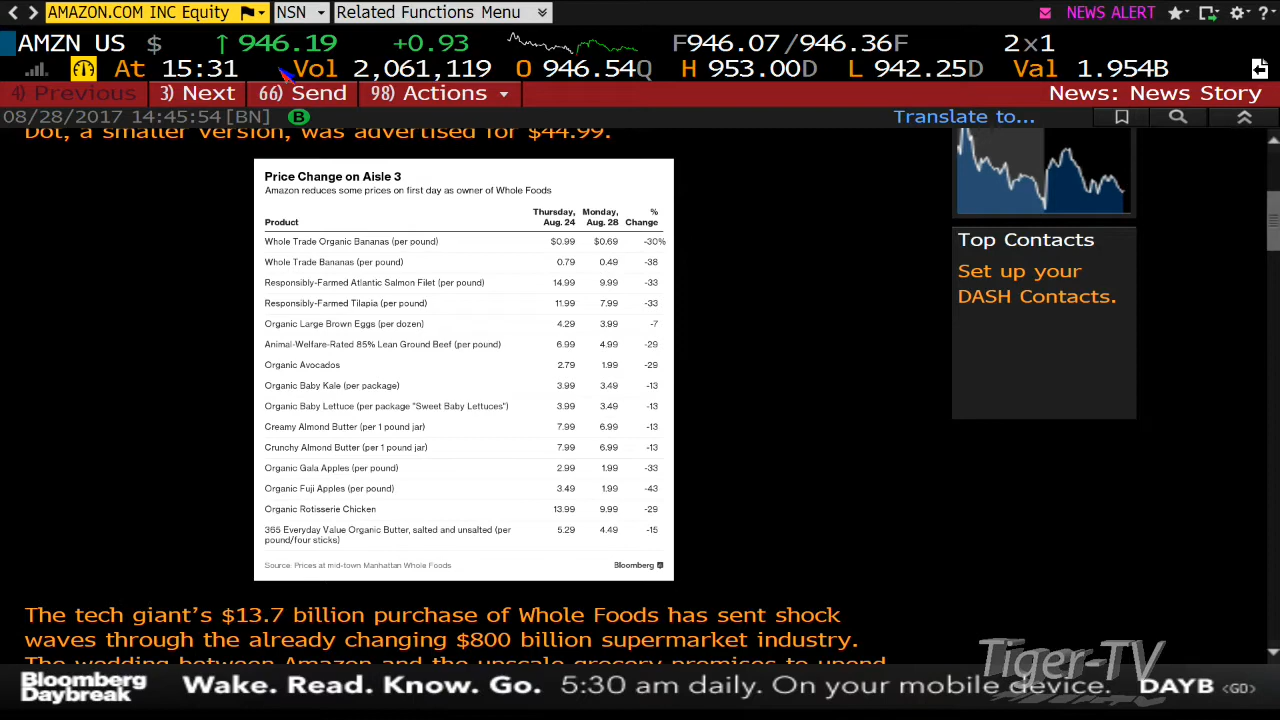 AMAZON.COM INC Equity NSN Related Functions Menu NEWS ALERT ?
AMZN US $ ↑ 946.19 +0.93 F946.07/946.36F 2×1
At 15:31 Vol 2,061,119 O 946.54Q H 953.00D L 942.25D Val 1.954B
4) Previous 3) Next 66) Send 98) Actions News: News Story
08/28/2017 14:45:54 [BN] B Translate to...
Dot, a smaller version, was advertised for $44.99.
Price Change on Aisle 3
Amazon reduces some prices on first day as owner of Whole Foods
Thursday, Monday, %
Product Aug. 24 Aug. 28 Change
Whole Trade Organic Bananas (per pound) $0.99 $0.69 -30%
Whole Trade Bananas (per pound) 0.79 0.49 -38
Responsibly-Farmed Atlantic Salmon Filet (per pound) 14.99 9.99 -33
Responsibly-Farmed Tilapia (per pound) 11.99 7.99 -33
Organic Large Brown Eggs (per dozen) 4.29 3.99 -7
Animal-Welfare-Rated 85% Lean Ground Beef (per pound) 6.99 4.99 -29
Organic Avocados 2.79 1.99 -29
Organic Baby Kale (per package) 3.99 3.49 -13
Organic Baby Lettuce (per package "Sweet Baby Lettuces") 3.99 3.49 -13
Creamy Almond Butter (per 1 pound jar) 7.99 6.99 -13
Crunchy Almond Butter (per 1 pound jar) 7.99 6.99 -13
Organic Gala Apples (per pound) 2.99 1.99 -33
Organic Fuji Apples (per pound) 3.49 1.99 -43
Organic Rotisserie Chicken 13.99 9.99 -29
365 Everyday Value Organic Butter, salted and unsalted (per 5.29 4.49 -15
pound/four sticks)
Source: Prices at mid-town Manhattan Whole Foods Bloomberg
Top Contacts
Set up your
DASH Contacts.
The tech giant's $13.7 billion purchase of Whole Foods has sent shock
waves through the already changing $800 billion supermarket industry.
The wedding between Amazon and the upscale grocery promises to upend
Tiger-TV
Bloomberg
Daybreak
Wake. Read. Know. Go. 5:30 am daily. On your mobile device. DAYB <GO>